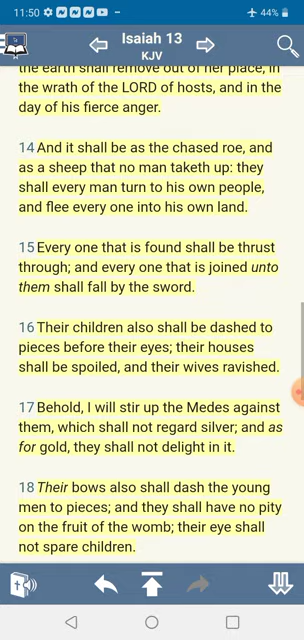 11:50
44%
Isaiah 13
KJV
the earth shall remove out of her place, in
the wrath of the LORD of hosts, and in the
day of his fierce anger.
14 And it shall be as the chased roe, and
as a sheep that no man taketh up: they
shall every man turn to his own people,
and flee every one into his own land.
15 Every one that is found shall be thrust
through; and every one that is joined unto
them shall fall by the sword.
16 Their children also shall be dashed to
pieces before their eyes; their houses
shall be spoiled, and their wives ravished.
17 Behold, I will stir up the Medes against
them, which shall not regard silver; and as
for gold, they shall not delight in it.
18 Their bows also shall dash the young
men to pieces; and they shall have no pity
on the fruit of the womb; their eye shall
not spare children.